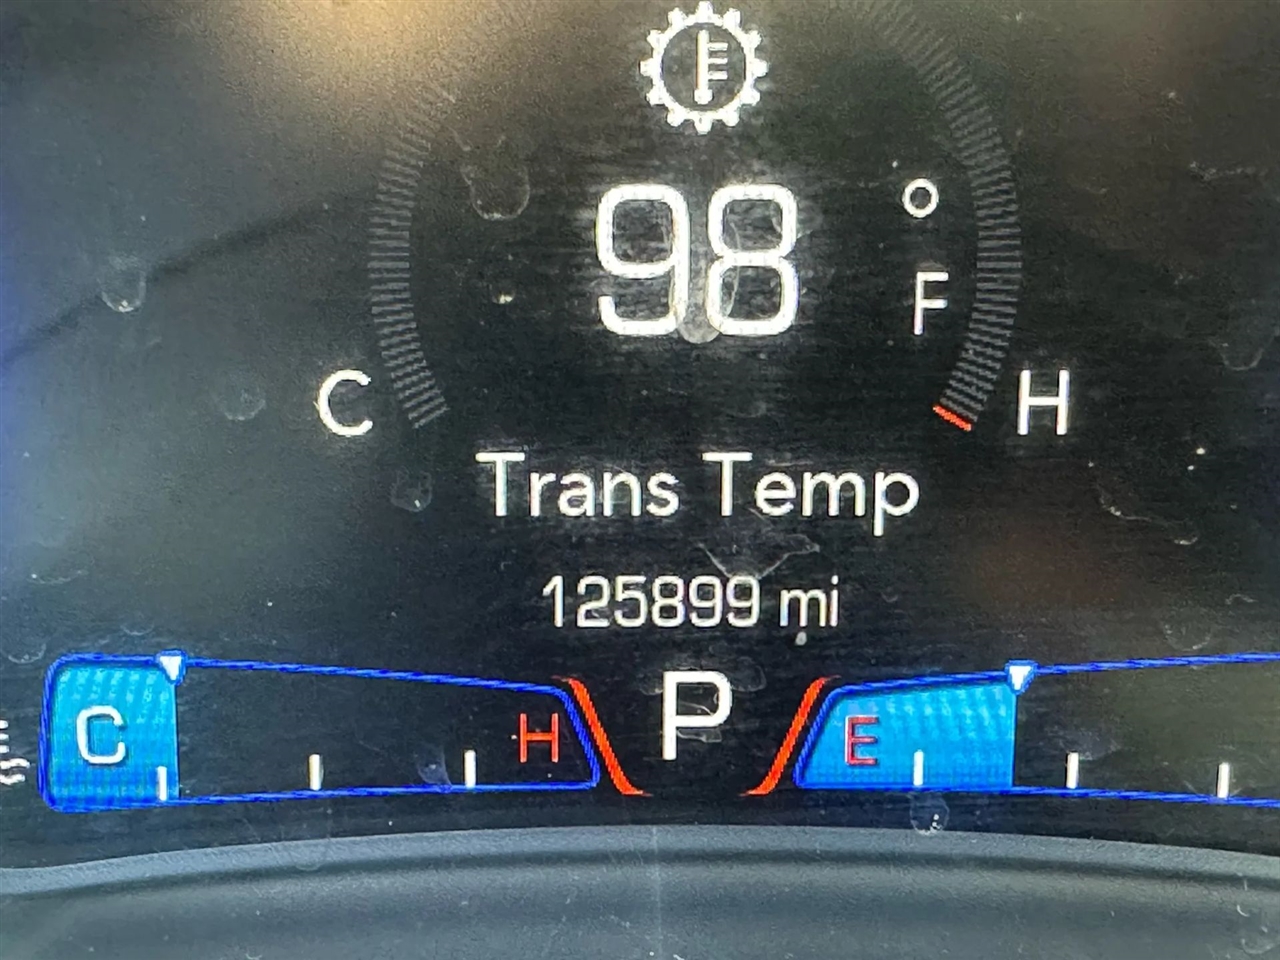 98 °F
C H
Trans Temp
125899 mi
C H P E